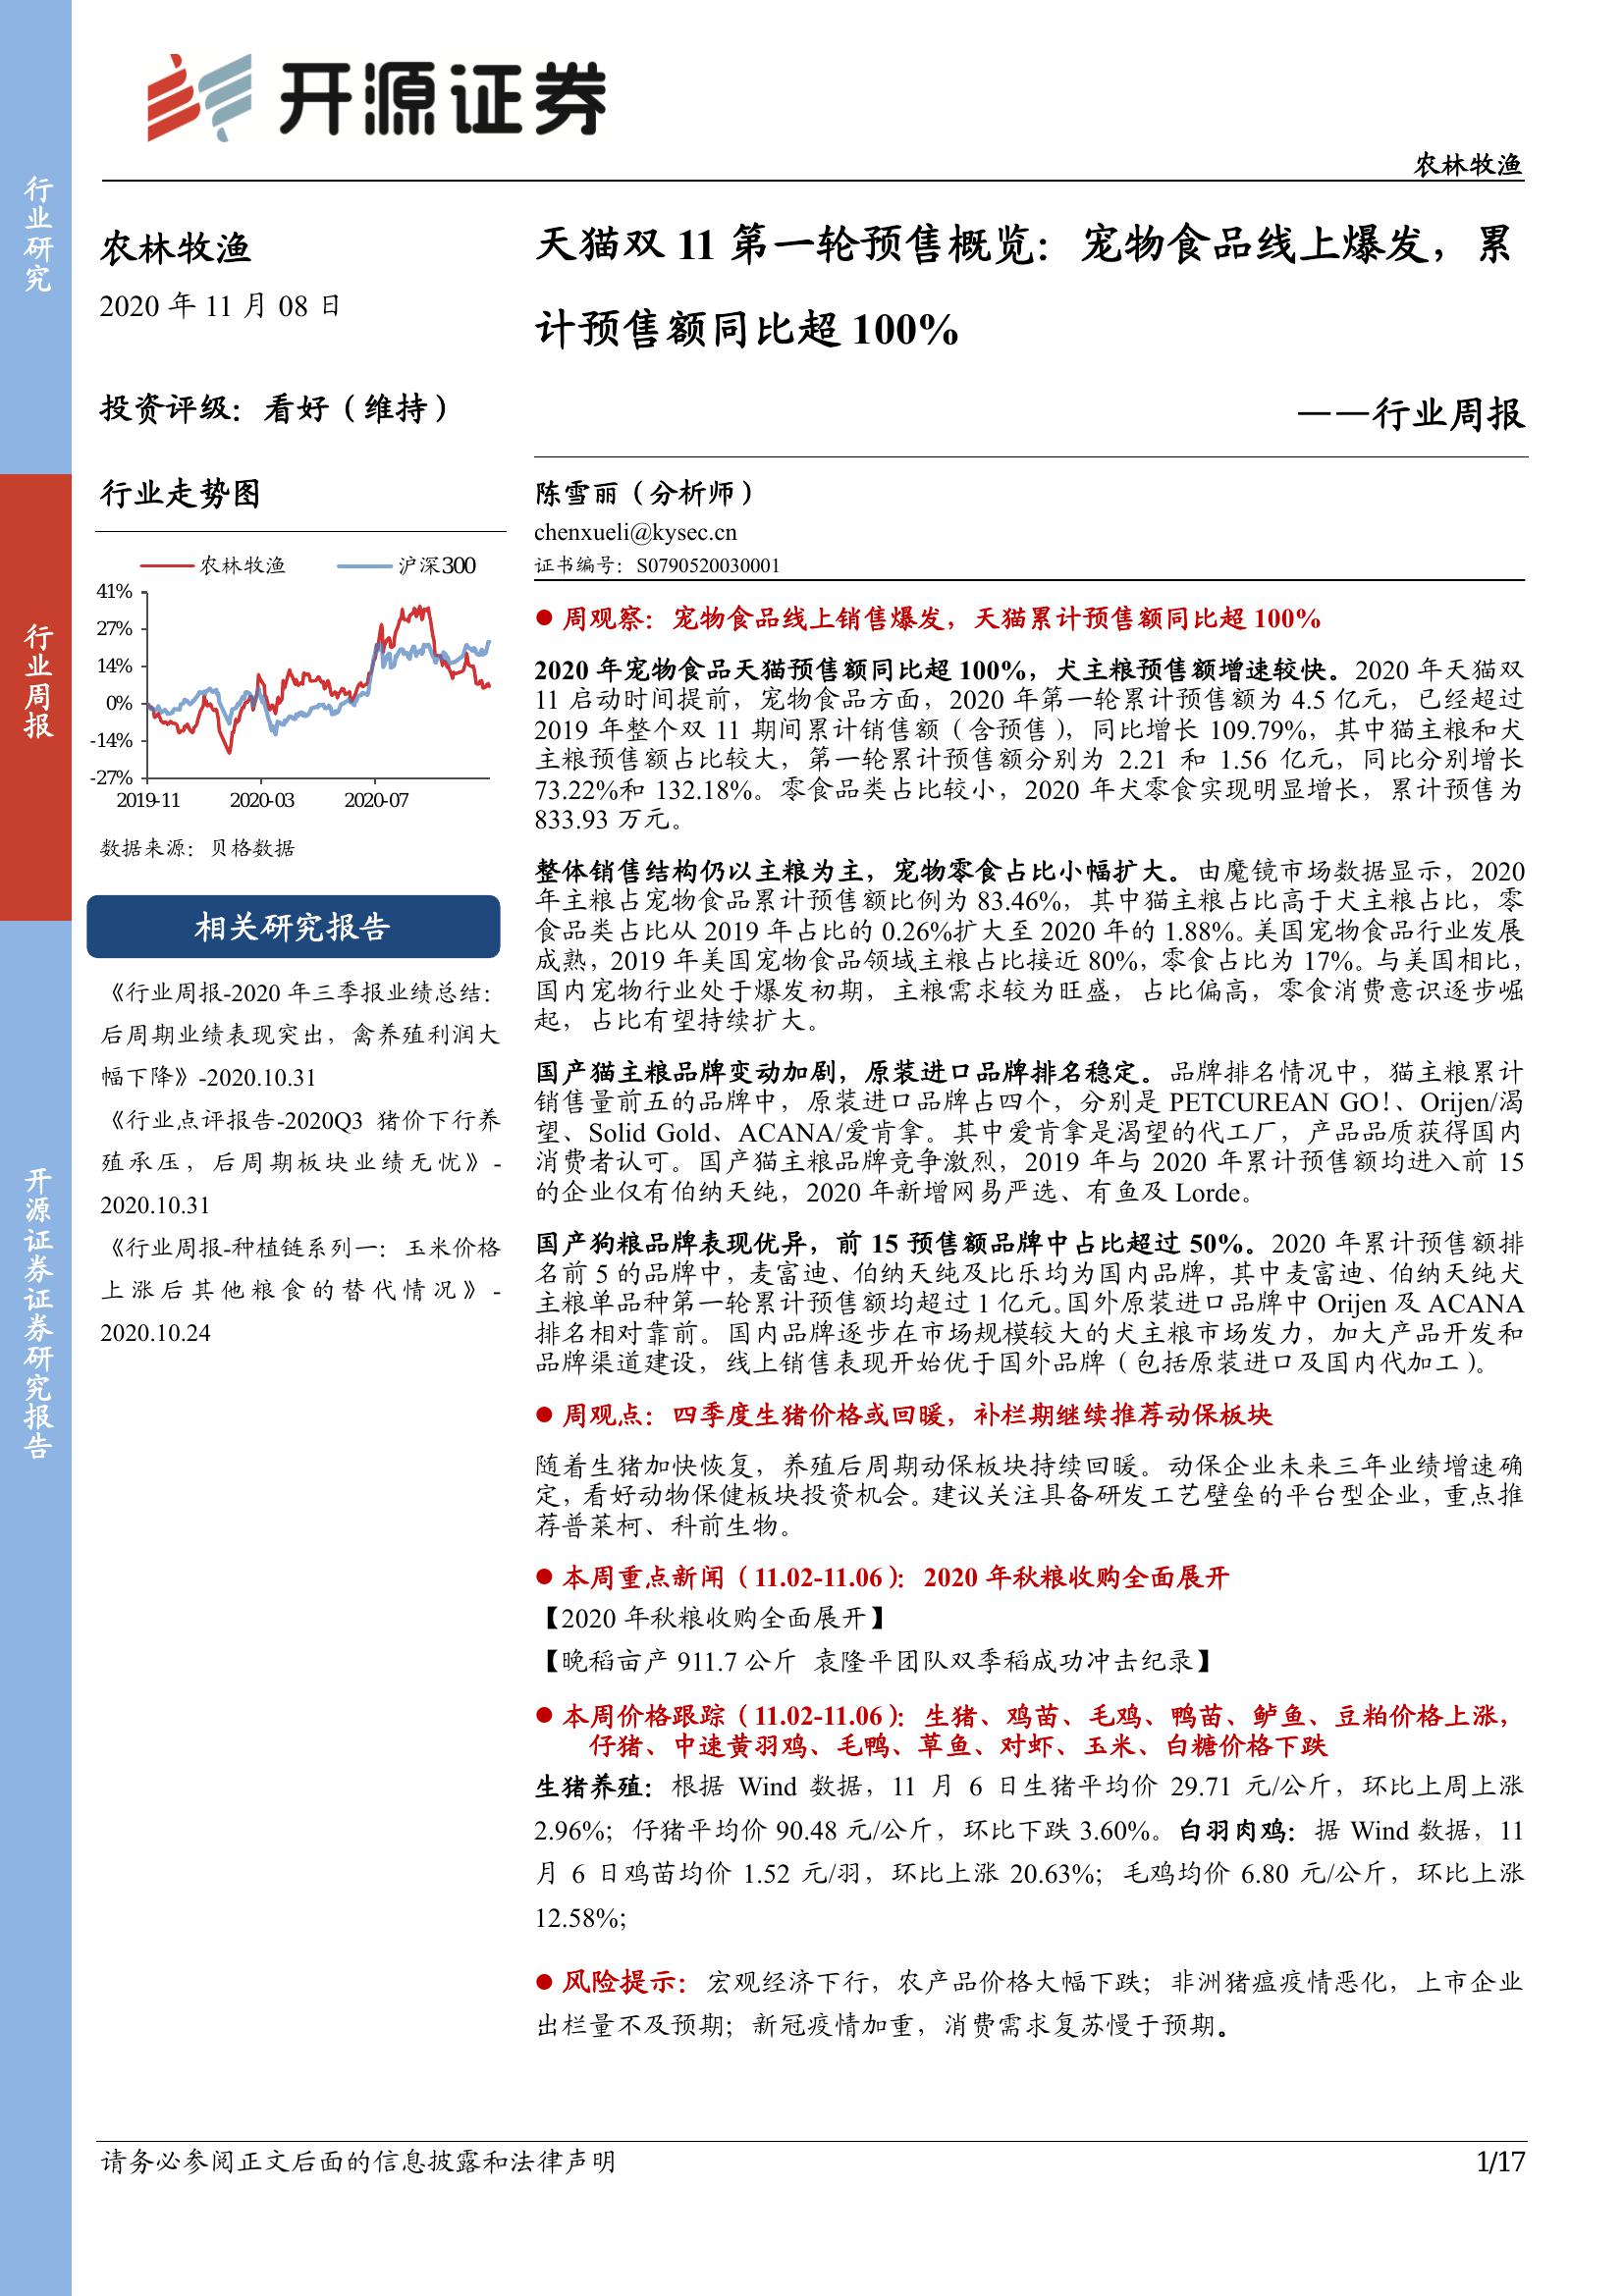 开源证券
农林牧渔
行业研究
行业周报
开源证券证券研究报告
农林牧渔
2020 年 11 月 08 日
投资评级：看好（维持）
行业走势图
农林牧渔 沪深300
41%
27%
14%
0%
-14%
-27%
2019-11 2020-03 2020-07
数据来源：贝格数据
相关研究报告
《行业周报-2020 年三季报业绩总结：
后周期业绩表现突出，禽养殖利润大
幅下降》-2020.10.31
《行业点评报告-2020Q3 猪价下行养
殖承压，后周期板块业绩无忧》-
2020.10.31
《行业周报-种植链系列一：玉米价格
上涨后其他粮食的替代情况》-
2020.10.24
天猫双 11 第一轮预售概览：宠物食品线上爆发，累
计预售额同比超 100%
——行业周报
陈雪丽（分析师）
chenxueli@kysec.cn
证书编号：S0790520030001
● 周观察：宠物食品线上销售爆发，天猫累计预售额同比超 100%
2020 年宠物食品天猫预售额同比超 100%，犬主粮预售额增速较快。2020 年天猫双
11 启动时间提前，宠物食品方面，2020 年第一轮累计预售额为 4.5 亿元，已经超过
2019 年整个双 11 期间累计销售额（含预售），同比增长 109.79%，其中猫主粮和犬
主粮预售额占比较大，第一轮累计预售额分别为 2.21 和 1.56 亿元，同比分别增长
73.22%和 132.18%。零食品类占比较小，2020 年犬零食实现明显增长，累计预售为
833.93 万元。
整体销售结构仍以主粮为主，宠物零食占比小幅扩大。由魔镜市场数据显示，2020
年主粮占宠物食品累计预售额比例为 83.46%，其中猫主粮占比高于犬主粮占比，零
食品类占比从 2019 年占比的 0.26%扩大至 2020 年的 1.88%。美国宠物食品行业发展
成熟，2019 年美国宠物食品领域主粮占比接近 80%，零食占比为 17%。与美国相比，
国内宠物行业处于爆发初期，主粮需求较为旺盛，占比偏高，零食消费意识逐步崛
起，占比有望持续扩大。
国产猫主粮品牌变动加剧，原装进口品牌排名稳定。品牌排名情况中，猫主粮累计
销售量前五的品牌中，原装进口品牌占四个，分别是 PETCUREAN GO!、Orijen/渴
望、Solid Gold、ACANA/爱肯拿。其中爱肯拿是渴望的代工厂，产品品质获得国内
消费者认可。国产猫主粮品牌竞争激烈，2019 年与 2020 年累计预售额均进入前 15
的企业仅有伯纳天纯，2020 年新增网易严选、有鱼及 Lorde。
国产狗粮品牌表现优异，前 15 预售额品牌中占比超过 50%。2020 年累计预售额排
名前 5 的品牌中，麦富迪、伯纳天纯及比乐均为国内品牌，其中麦富迪、伯纳天纯犬
主粮单品种第一轮累计预售额均超过 1 亿元。国外原装进口品牌中 Orijen 及 ACANA
排名相对靠前。国内品牌逐步在市场规模较大的犬主粮市场发力，加大产品开发和
品牌渠道建设，线上销售表现开始优于国外品牌（包括原装进口及国内代加工）。
● 周观点：四季度生猪价格或回暖，补栏期继续推荐动保板块
随着生猪加快恢复，养殖后周期动保板块持续回暖。动保企业未来三年业绩增速确
定，看好动物保健板块投资机会。建议关注具备研发工艺壁垒的平台型企业，重点推
荐普莱柯、科前生物。
● 本周重点新闻（11.02-11.06）：2020 年秋粮收购全面展开
【2020 年秋粮收购全面展开】
【晚稻亩产 911.7 公斤 袁隆平团队双季稻成功冲击纪录】
● 本周价格跟踪（11.02-11.06）：生猪、鸡苗、毛鸡、鸭苗、鲈鱼、豆粕价格上涨，
仔猪、中速黄羽鸡、毛鸭、草鱼、对虾、玉米、白糖价格下跌
生猪养殖：根据 Wind 数据，11 月 6 日生猪平均价 29.71 元/公斤，环比上周上涨
2.96%；仔猪平均价 90.48 元/公斤，环比下跌 3.60%。白羽肉鸡：据 Wind 数据，11
月 6 日鸡苗均价 1.52 元/羽，环比上涨 20.63%；毛鸡均价 6.80 元/公斤，环比上涨
12.58%；
● 风险提示：宏观经济下行，农产品价格大幅下跌；非洲猪瘟疫情恶化，上市企业
出栏量不及预期；新冠疫情加重，消费需求复苏慢于预期。
请务必参阅正文后面的信息披露和法律声明
1/17